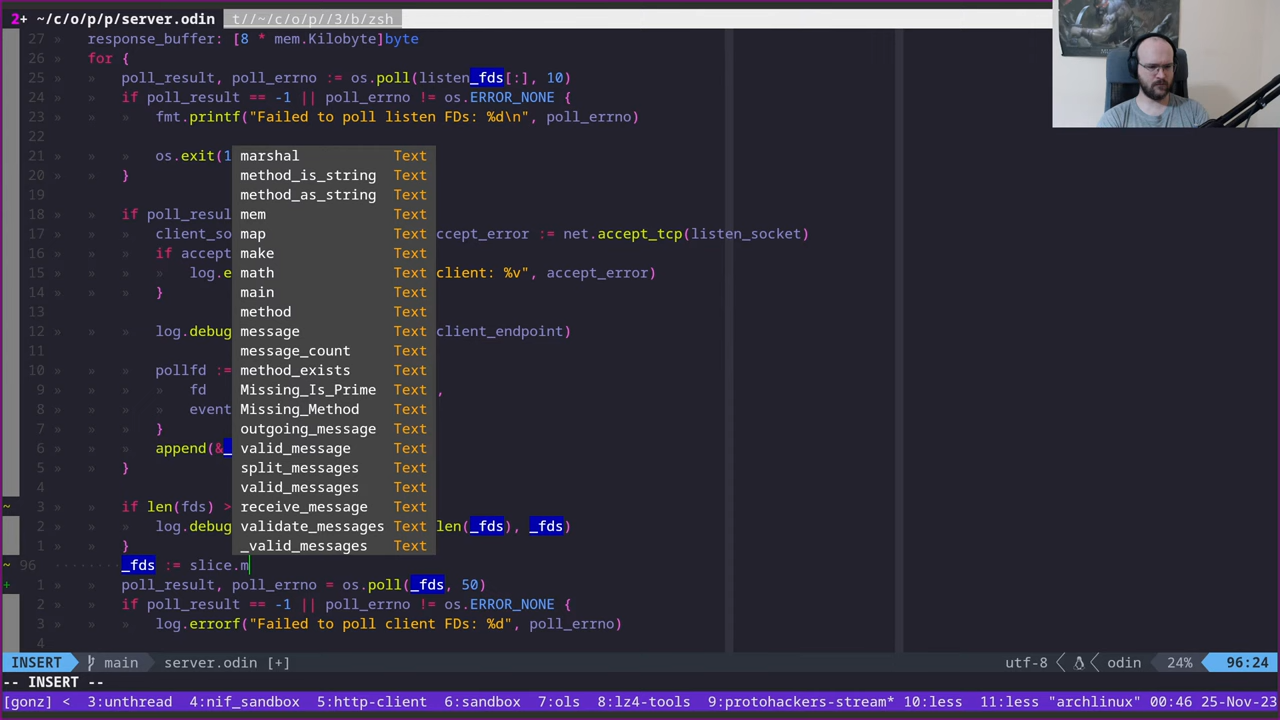 2+ ~/c/o/p/p/server.odin t//~/c/o/p//3/b/zsh
27 » response_buffer: [8 * mem.Kilobyte]byte
26 » for {
25 » » poll_result, poll_errno := os.poll(listen_fds[:], 10)
24 » » if poll_result == -1 || poll_errno != os.ERROR_NONE {
23 » » » fmt.printf("Failed to poll listen FDs: %d\n", poll_errno)
22
21 » » » os.exit(1 marshal Text
20 » » } method_is_string Text
19 method_as_string Text
18 » » if poll_resul mem Text
17 » » » client_so map Text ccept_error := net.accept_tcp(listen_socket)
16 » » » if accept make Text
15 » » » » log.e math Text client: %v", accept_error)
14 » » » } main Text
13 method Text
12 » » » log.debug message Text client_endpoint)
11 message_count Text
10 » » » pollfd := method_exists Text
9 » » » » fd Missing_Is_Prime Text ,
8 » » » » event Missing_Method Text
7 » » » } outgoing_message Text
6 » » » append(&_ valid_message Text
5 » » } split_messages Text
4 valid_messages Text
~ 3 » » if len(fds) > receive_message Text
2 » » » log.debug validate_messages Text len(_fds), _fds)
1 » » } _valid_messages Text
~ 96 ········_fds := slice.m
+ 1 » » poll_result, poll_errno = os.poll(_fds, 50)
2 » » if poll_result == -1 || poll_errno != os.ERROR_NONE {
3 » » » log.errorf("Failed to poll client FDs: %d", poll_errno)
4
INSERT main server.odin [+] utf-8 odin 24% 96:24
-- INSERT --
[gonz] < 3:unthread 4:nif_sandbox 5:http-client 6:sandbox 7:ols 8:lz4-tools 9:protohackers-stream* 10:less 11:less "archlinux" 00:46 25-Nov-23